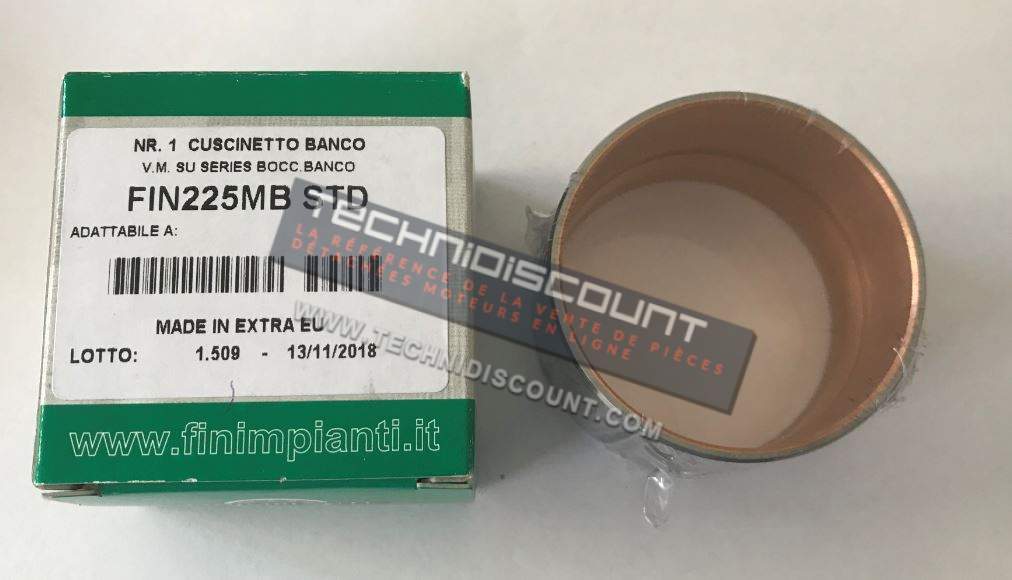 NR. 1 CUSCINETTO BANCO
V.M. SU SERIES BOCC.BANCO
FIN225MB STD
ADATTABILE A:
MADE IN EXTRA EU
LOTTO: 1.509 - 13/11/2018
www.finimpianti.it
TECHNIDISCOUNT
LA RÉFÉRENCE DE LA VENTE DE PIÈCES
DÉTACHÉES MOTEURS EN LIGNE
WWW.TECHNIDISCOUNT.COM